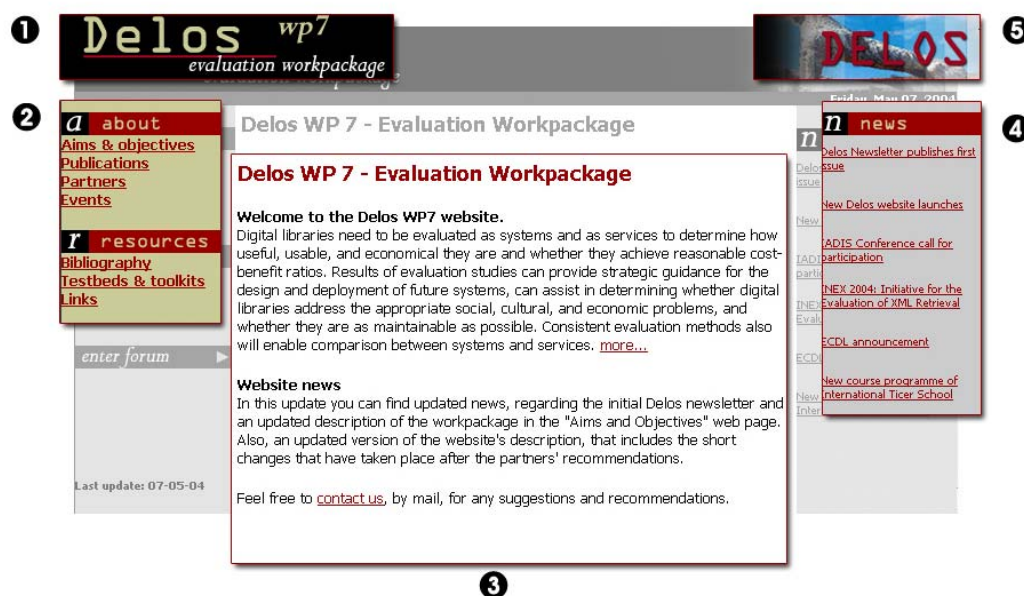 1
Delos wp7
evaluation workpackage
evaluation workpackage
DELOS
5
Friday, May 07, 2004
2
a about
Aims & objectives
Publications
Partners
Events
r resources
Bibliography
Testbeds & toolkits
Links
enter forum
Last update: 07-05-04
Delos WP 7 - Evaluation Workpackage
Delos WP 7 - Evaluation Workpackage
Welcome to the Delos WP7 website.
Digital libraries need to be evaluated as systems and as services to determine how
useful, usable, and economical they are and whether they achieve reasonable cost-
benefit ratios. Results of evaluation studies can provide strategic guidance for the
design and deployment of future systems, can assist in determining whether digital
libraries address the appropriate social, cultural, and economic problems, and
whether they are as maintainable as possible. Consistent evaluation methods also
will enable comparison between systems and services. more...
Website news
In this update you can find updated news, regarding the initial Delos newsletter and
an updated description of the workpackage in the "Aims and Objectives" web page.
Also, an updated version of the website's description, that includes the short
changes that have taken place after the partners' recommendations.
Feel free to contact us, by mail, for any suggestions and recommendations.
3
n
n news
4
Delos Newsletter publishes first
issue
New Delos website launches
IADIS Conference call for
participation
INEX 2004: Initiative for the
Evaluation of XML Retrieval
ECDL announcement
New course programme of
International Ticer School